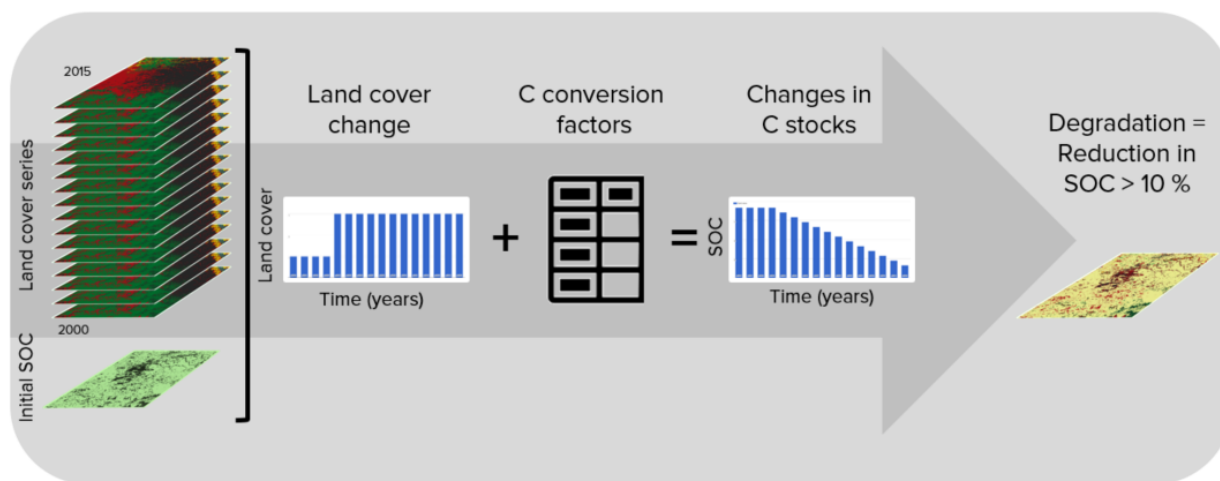 2015
Land cover series
2000
Initial SOC
Land cover
change
Land cover
Time (years)
+
C conversion
factors
=
Changes in
C stocks
SOC
Time (years)
Degradation =
Reduction in
SOC > 10 %